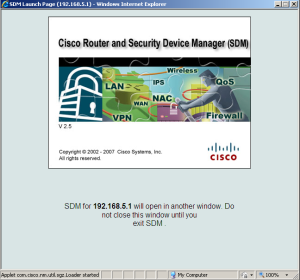 SDM Launch Page (192.168.5.1) - Windows Internet Explorer
Cisco Router and Security Device Manager (SDM)
Wireless
IPS
QoS
LAN
NAC
WAN
Firewall
VPN
V 2.5
Copyright © 2002 - 2007 Cisco Systems, Inc.
All rights reserved.
CISCO
SDM for 192.168.5.1 will open in another window. Do
not close this window until you
exit SDM .
Applet com.cisco.nm.util.sgz.Loader started
My Computer
100%